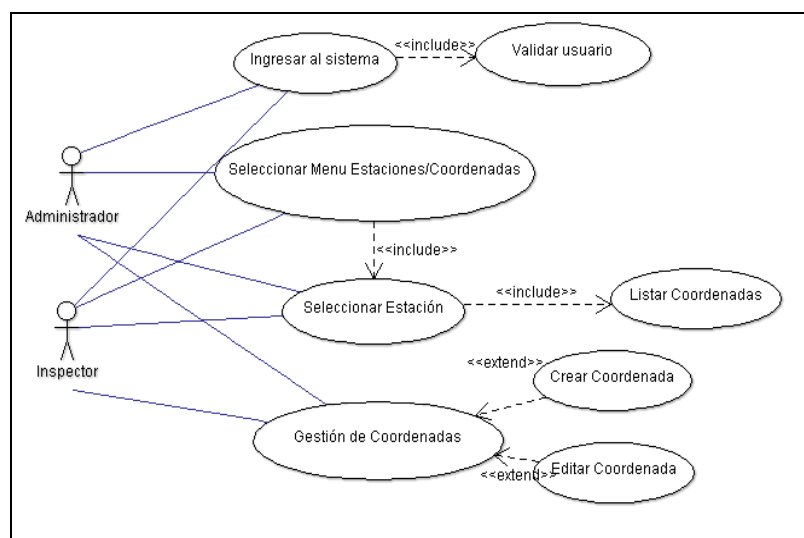 Ingresar al sistema
<<include>>
Validar usuario
Seleccionar Menu Estaciones/Coordenadas
Administrador
<<include>>
Seleccionar Estación
<<include>>
Listar Coordenadas
Inspector
<<extend>>
Crear Coordenada
Gestión de Coordenadas
Editar Coordenada
<<extend>>